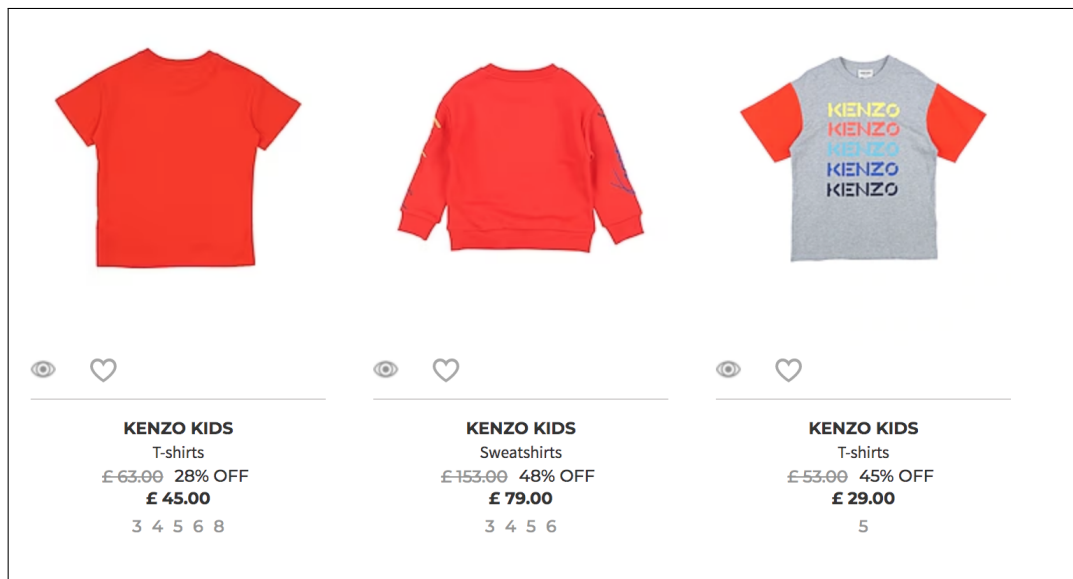 KENZO
KENZO
KENZO
KENZO
KENZO
KENZO KIDS
T-shirts
£ 63.00 28% OFF
£ 45.00
3 4 5 6 8
KENZO KIDS
Sweatshirts
£ 153.00 48% OFF
£ 79.00
3 4 5 6
KENZO KIDS
T-shirts
£ 53.00 45% OFF
£ 29.00
5